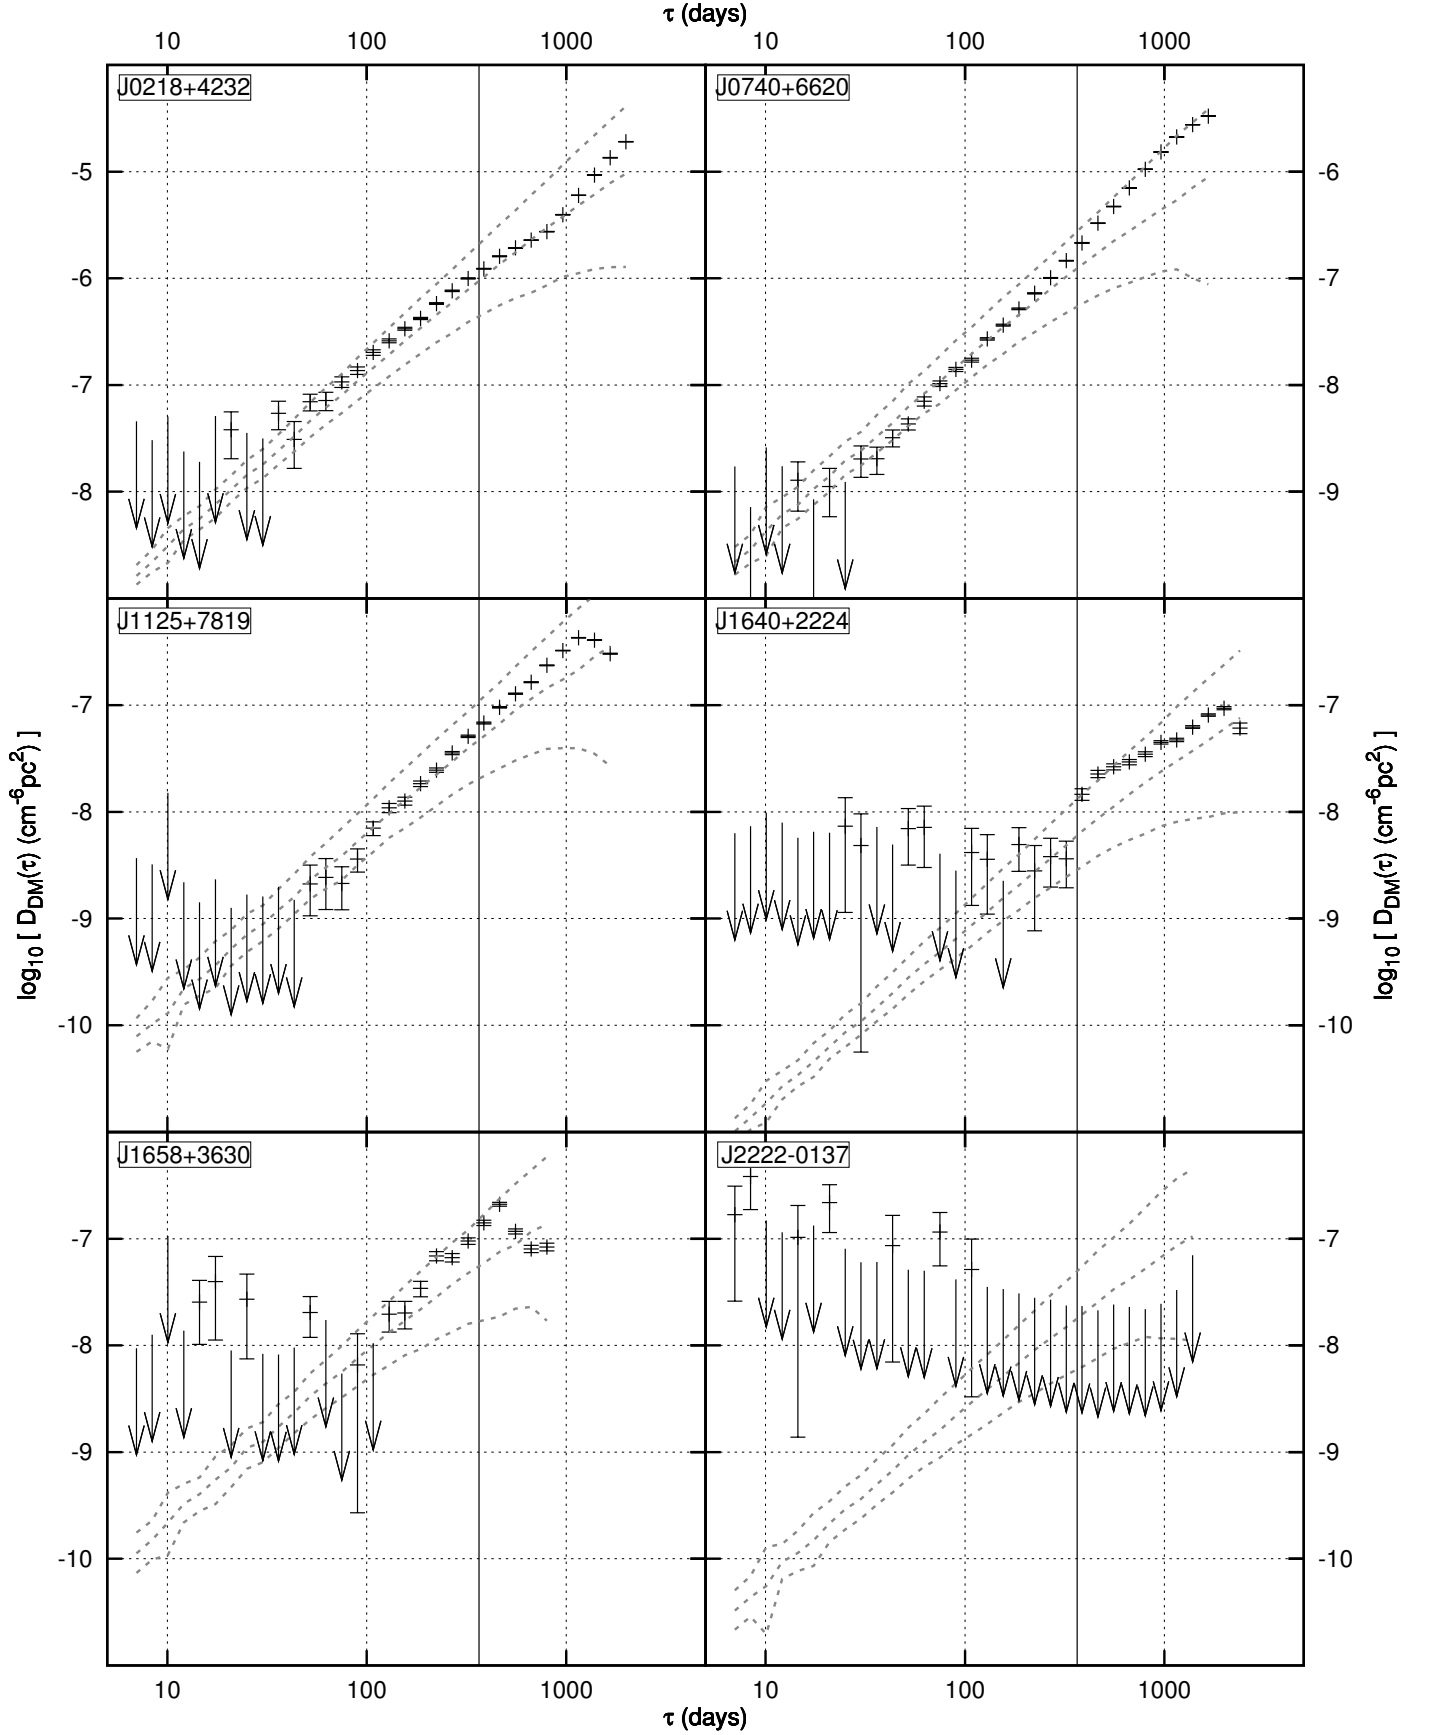 τ (days)
10 100 1000 10 100 1000
J0218+4232 J0740+6620
-5 -6
-6 -7
-7 -8
-8 -9
J1125+7819 J1640+2224
-7 -7
-8 -8
-9 -9
-10 -10
log10 [ DDM(τ) (cm-6pc2) ]
log10 [ DDM(τ) (cm-6pc2) ]
J1658+3630 J2222-0137
-7 -7
-8 -8
-9 -9
-10 -10
10 100 1000 10 100 1000
τ (days)